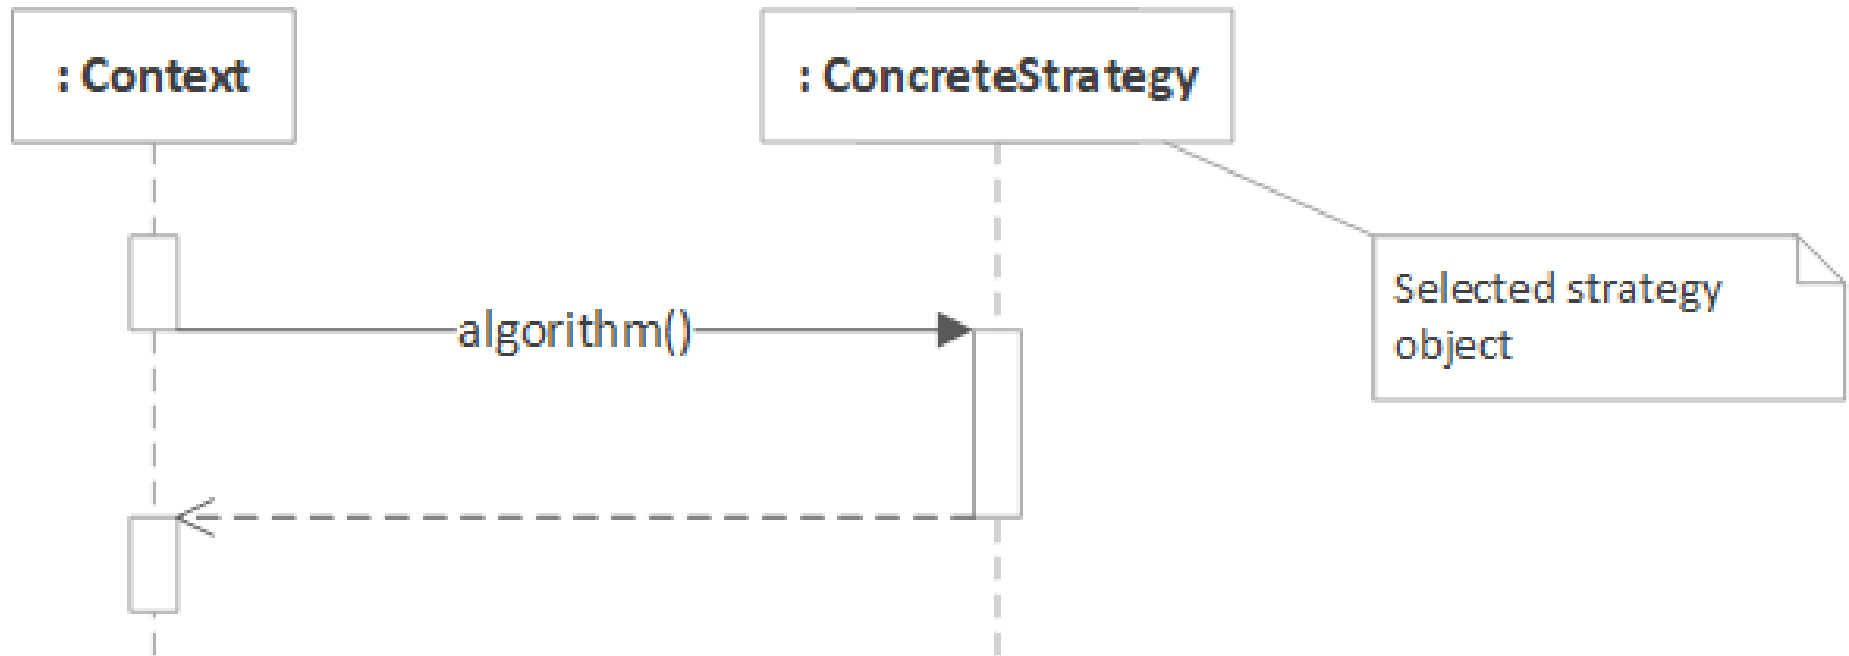 : Context
: ConcreteStrategy
Selected strategy
object
algorithm()